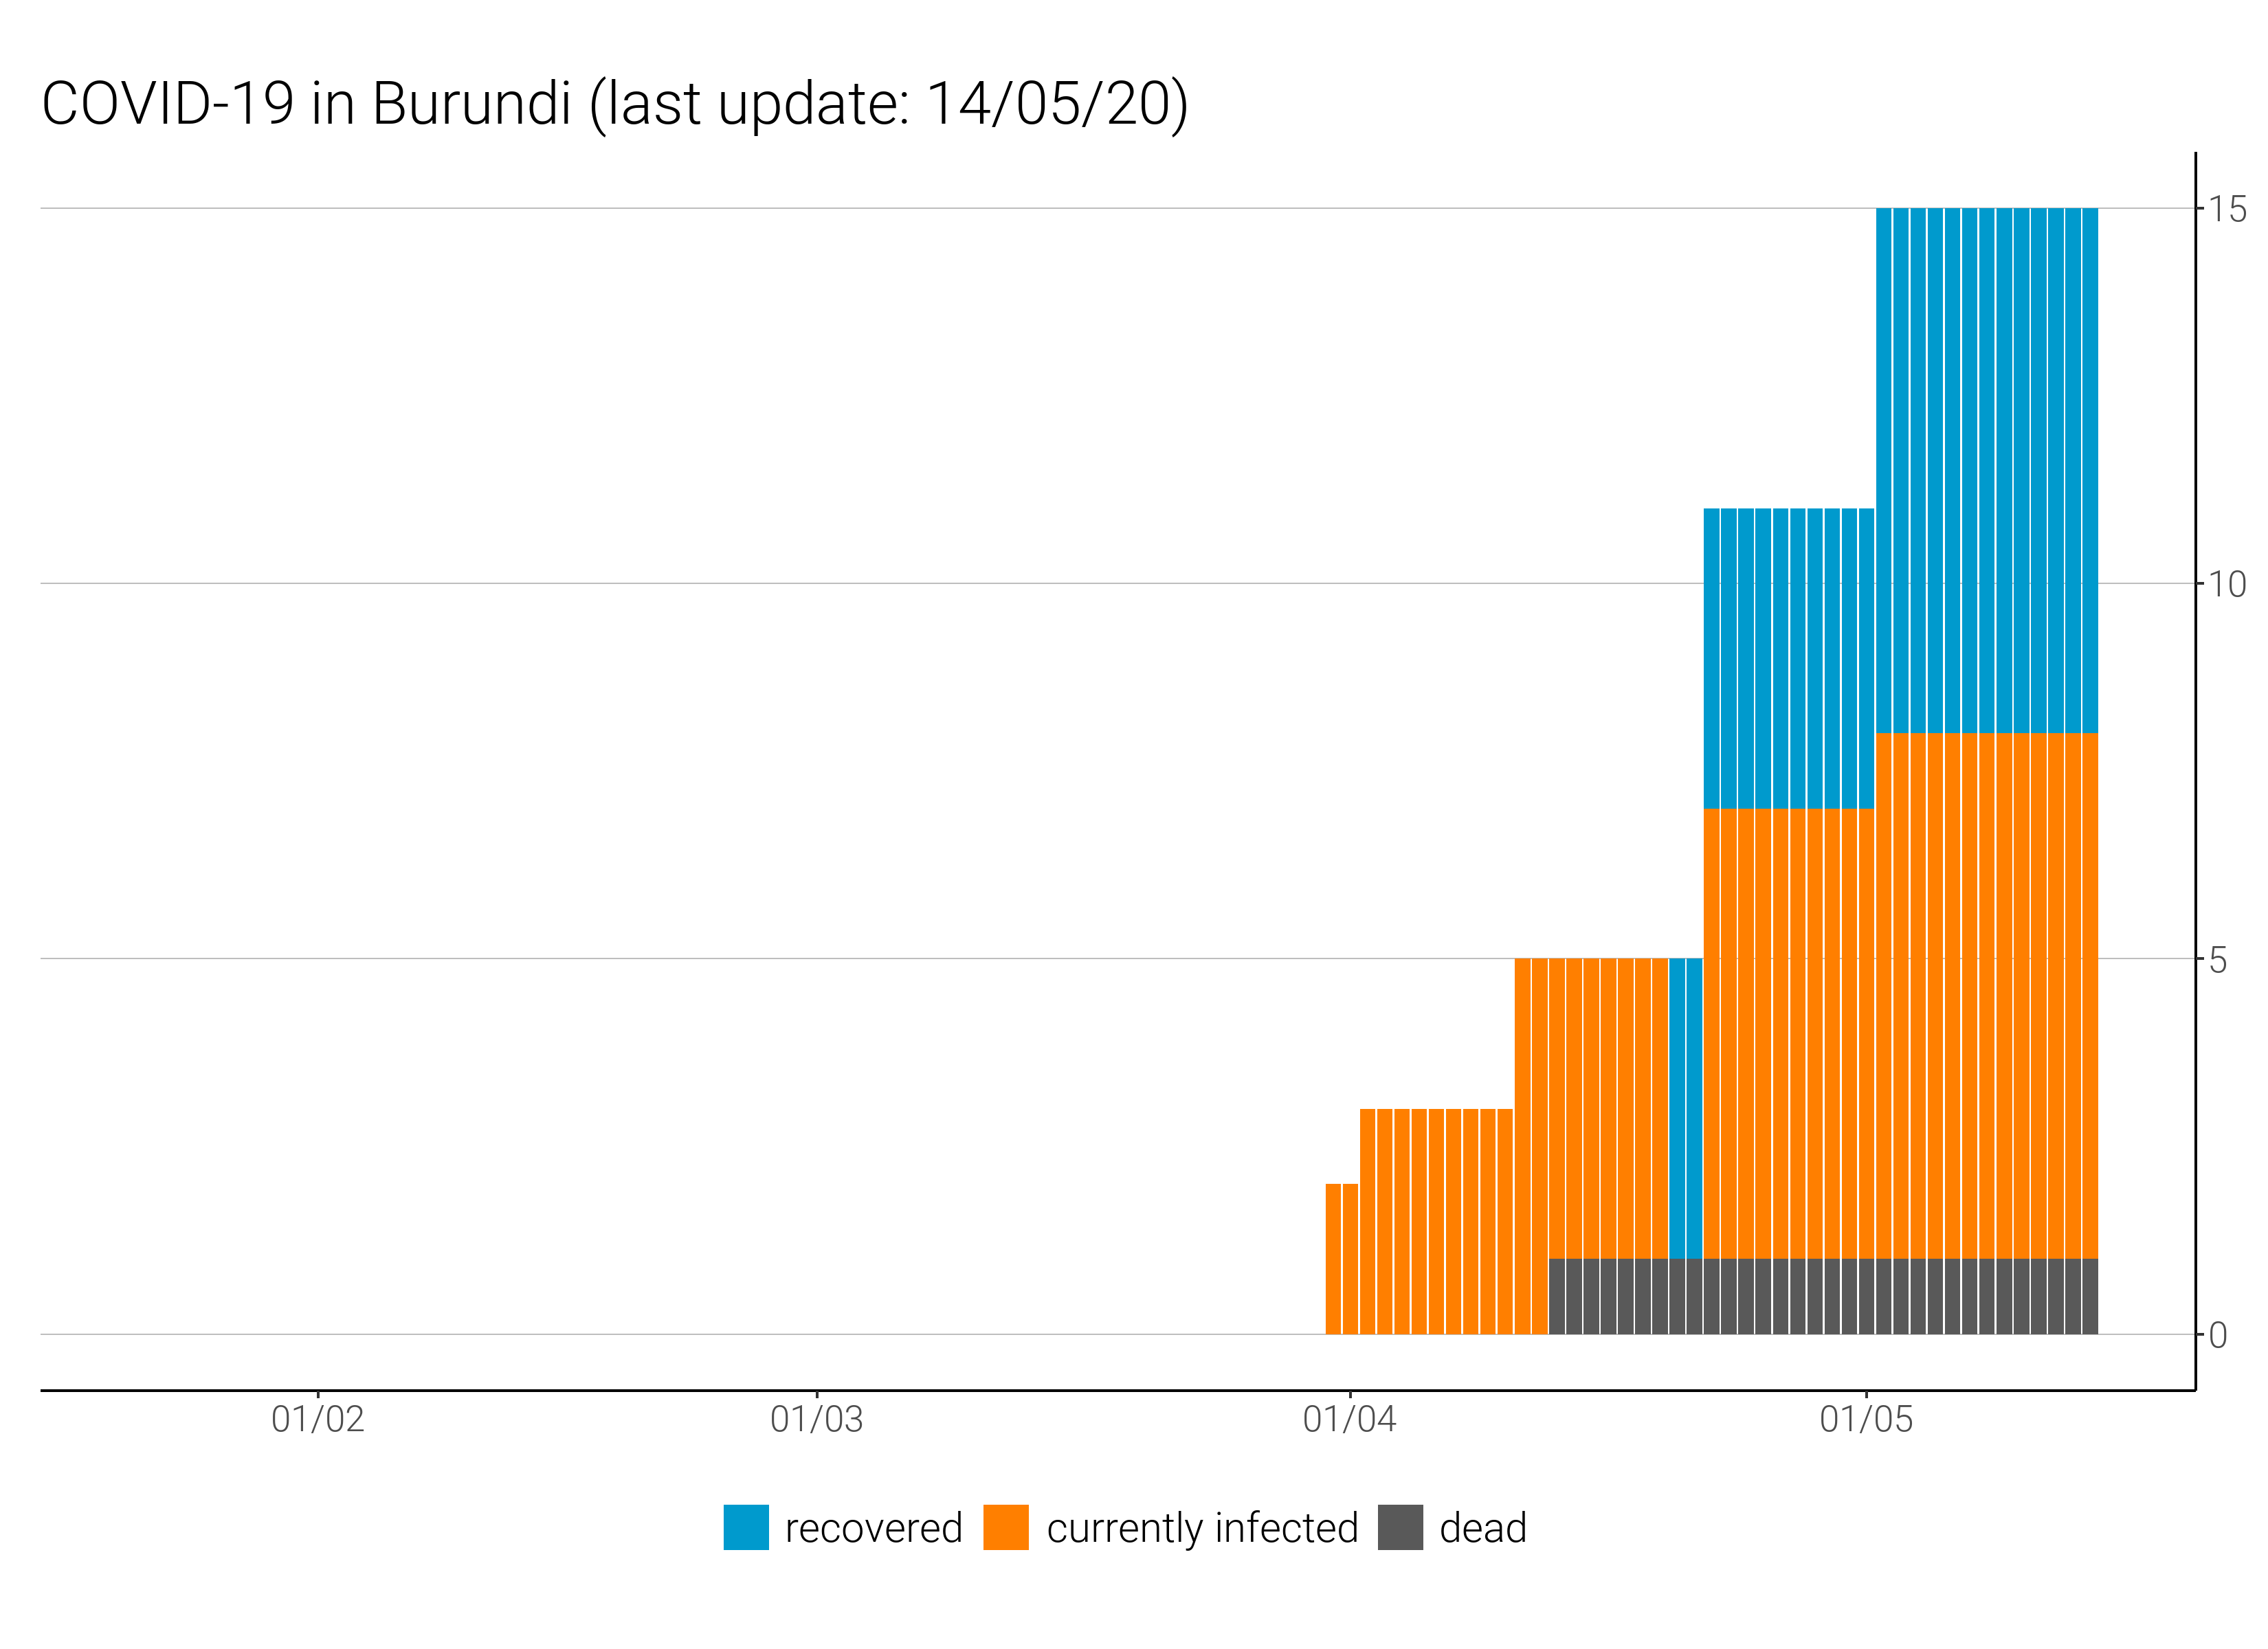 COVID-19 in Burundi (last update: 14/05/20)
15
10
5
0
01/02 01/03 01/04 01/05
recovered currently infected dead